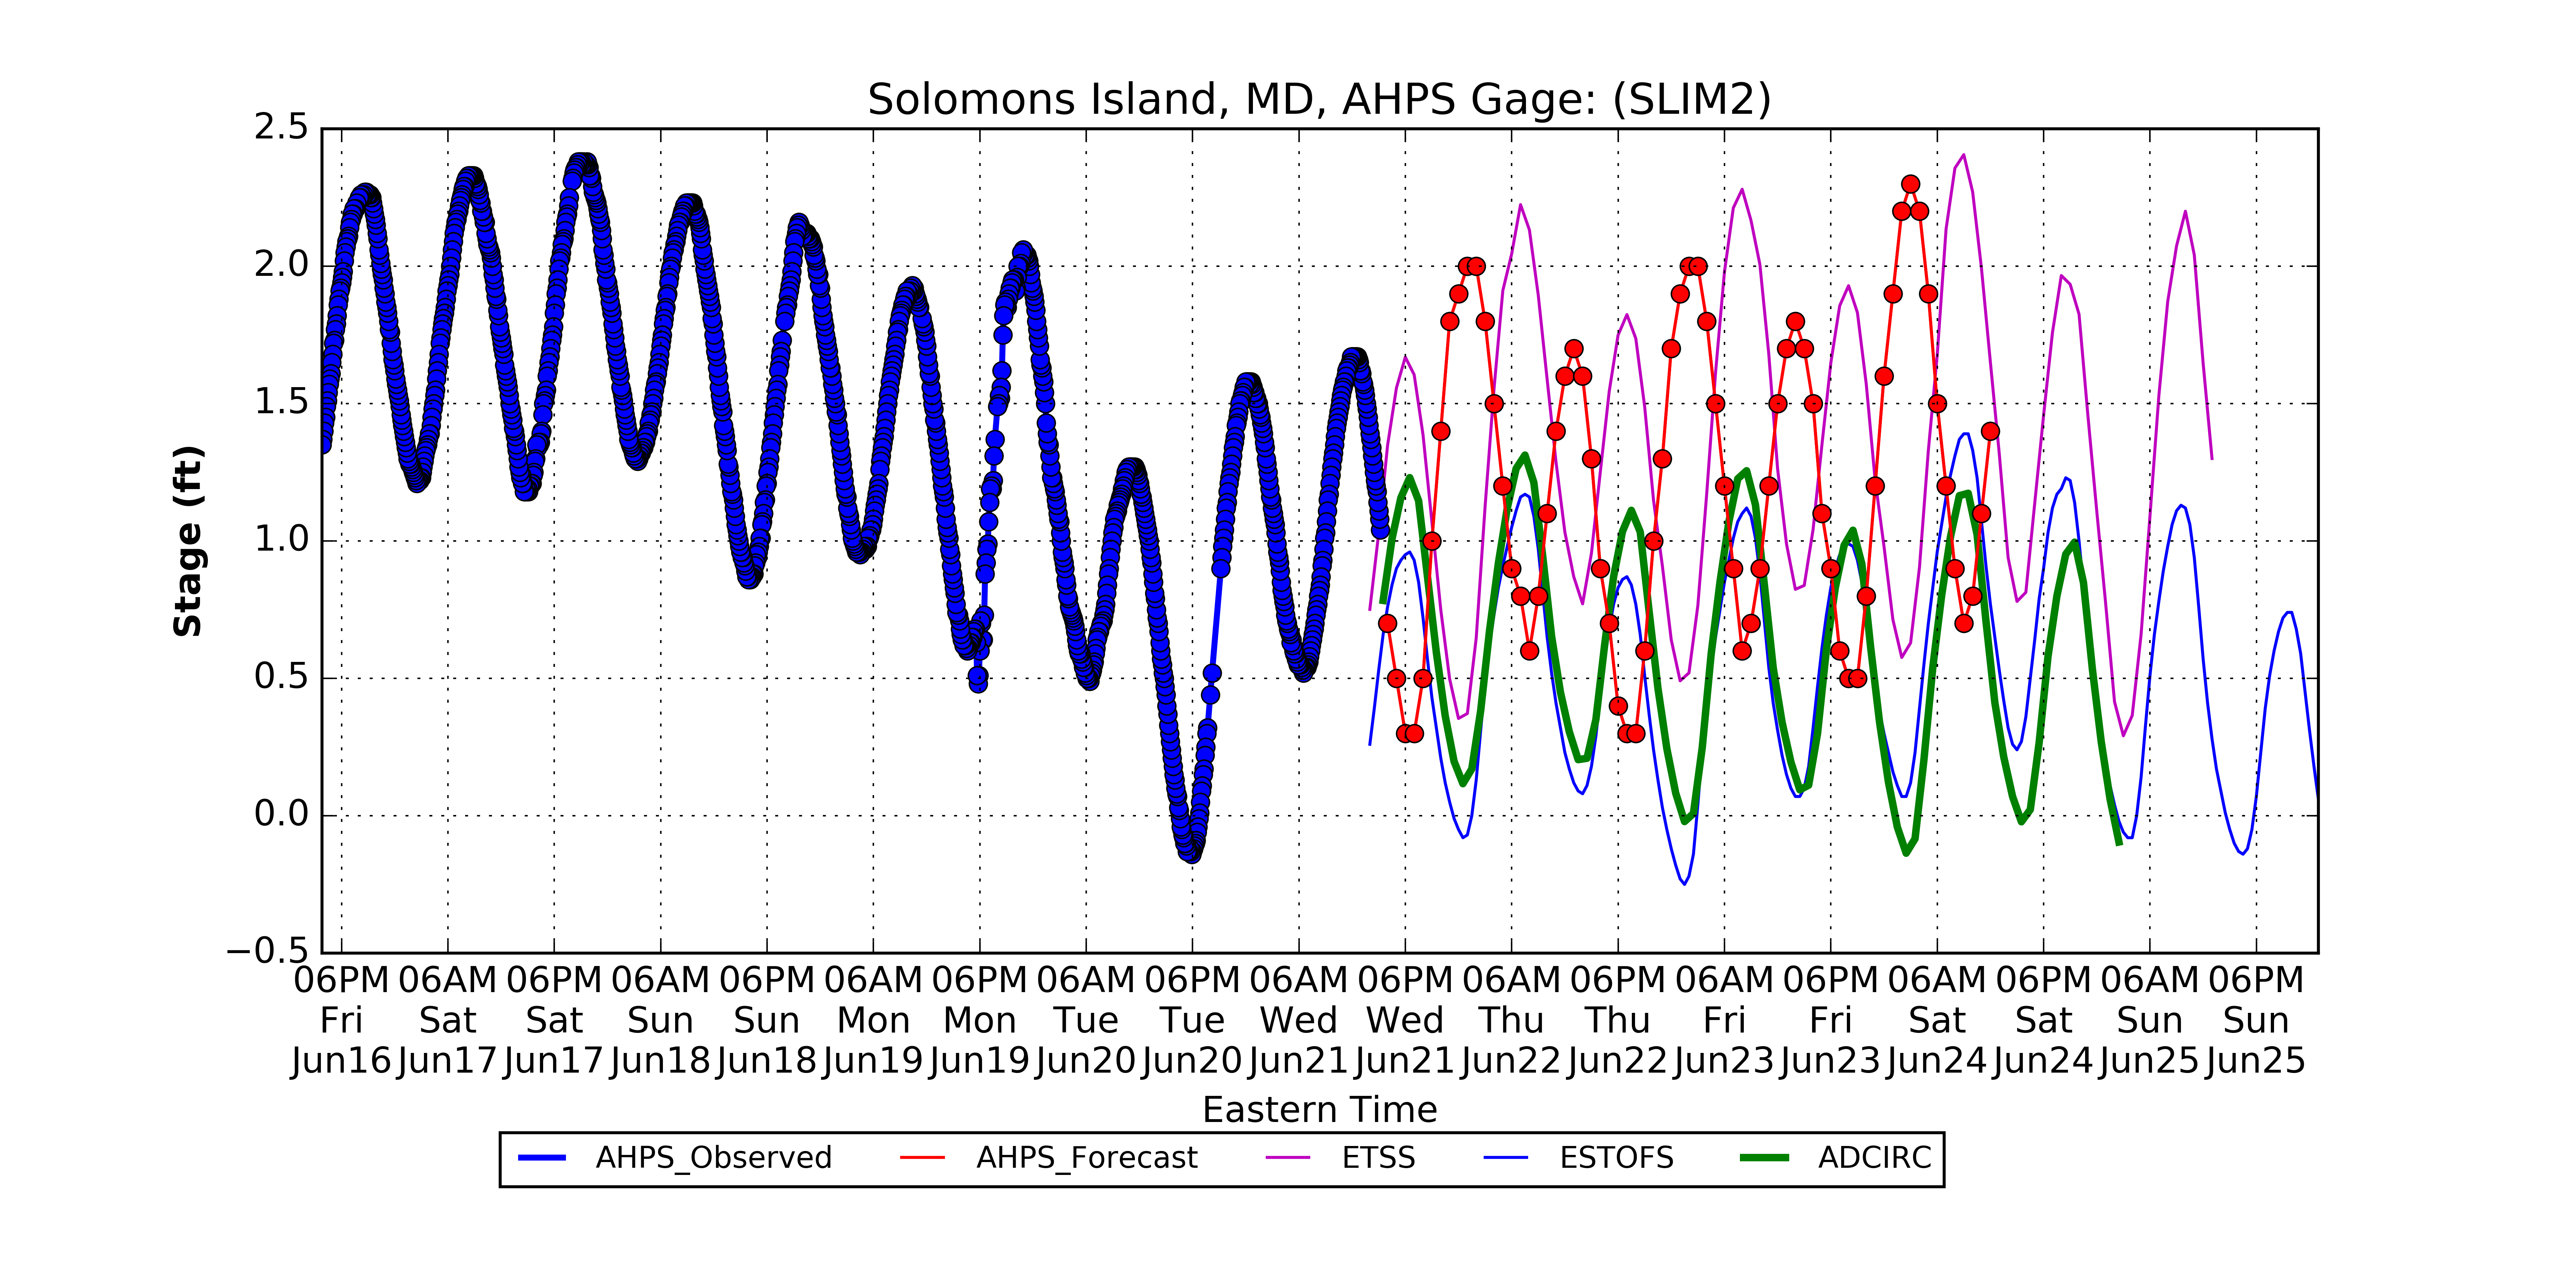 Solomons Island, MD, AHPS Gage: (SLIM2)
Stage (ft)
2.5
2.0
1.5
1.0
0.5
0.0
−0.5
06PM 06AM 06PM 06AM 06PM 06AM 06PM 06AM 06PM 06AM 06PM 06AM 06PM 06AM 06PM 06AM 06PM 06AM 06PM
Fri Sat Sat Sun Sun Mon Mon Tue Tue Wed Wed Thu Thu Fri Fri Sat Sat Sun Sun
Jun16 Jun17 Jun17 Jun18 Jun18 Jun19 Jun19 Jun20 Jun20 Jun21 Jun21 Jun22 Jun22 Jun23 Jun23 Jun24 Jun24 Jun25 Jun25
Eastern Time
AHPS_Observed AHPS_Forecast ETSS ESTOFS ADCIRC